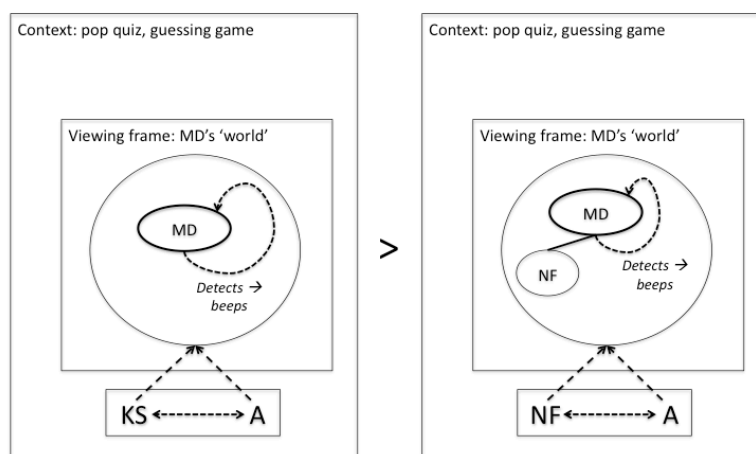 Context: pop quiz, guessing game
Viewing frame: MD's 'world'
MD
Detects →
beeps
KS
A
>
Context: pop quiz, guessing game
Viewing frame: MD's 'world'
MD
NF
Detects →
beeps
NF
A